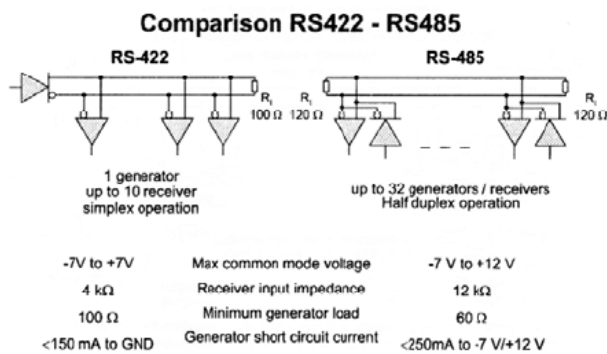 Comparison RS422 - RS485
RS-422
RS-485
Rt
100 Ω
Rt
120 Ω
Rt
120 Ω
1 generator
up to 10 receiver
simplex operation
up to 32 generators / receivers
Half duplex operation
-7V to +7V Max common mode voltage -7 V to +12 V
4 kΩ Receiver input impedance 12 kΩ
100 Ω Minimum generator load 60 Ω
<150 mA to GND Generator short circuit current <250mA to -7 V/+12 V